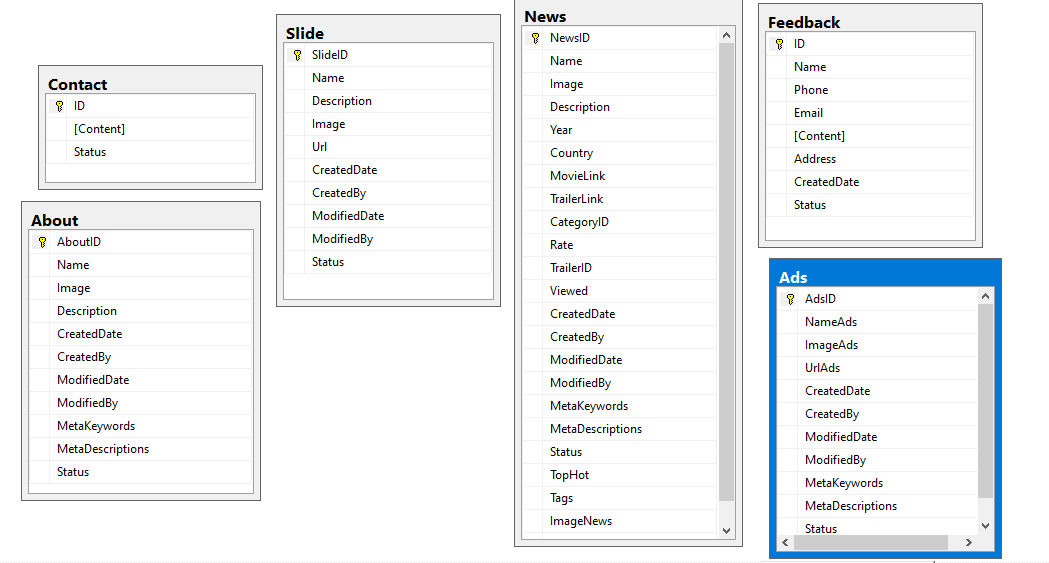 Contact
ID
[Content]
Status
About
AboutID
Name
Image
Description
CreatedDate
CreatedBy
ModifiedDate
ModifiedBy
MetaKeywords
MetaDescriptions
Status
Slide
SlideID
Name
Description
Image
Url
CreatedDate
CreatedBy
ModifiedDate
ModifiedBy
Status
News
NewsID
Name
Image
Description
Year
Country
MovieLink
TrailerLink
CategoryID
Rate
TrailerID
Viewed
CreatedDate
CreatedBy
ModifiedDate
ModifiedBy
MetaKeywords
MetaDescriptions
Status
TopHot
Tags
ImageNews
Feedback
ID
Name
Phone
Email
[Content]
Address
CreatedDate
Status
Ads
AdsID
NameAds
ImageAds
UrlAds
CreatedDate
CreatedBy
ModifiedDate
ModifiedBy
MetaKeywords
MetaDescriptions
Status